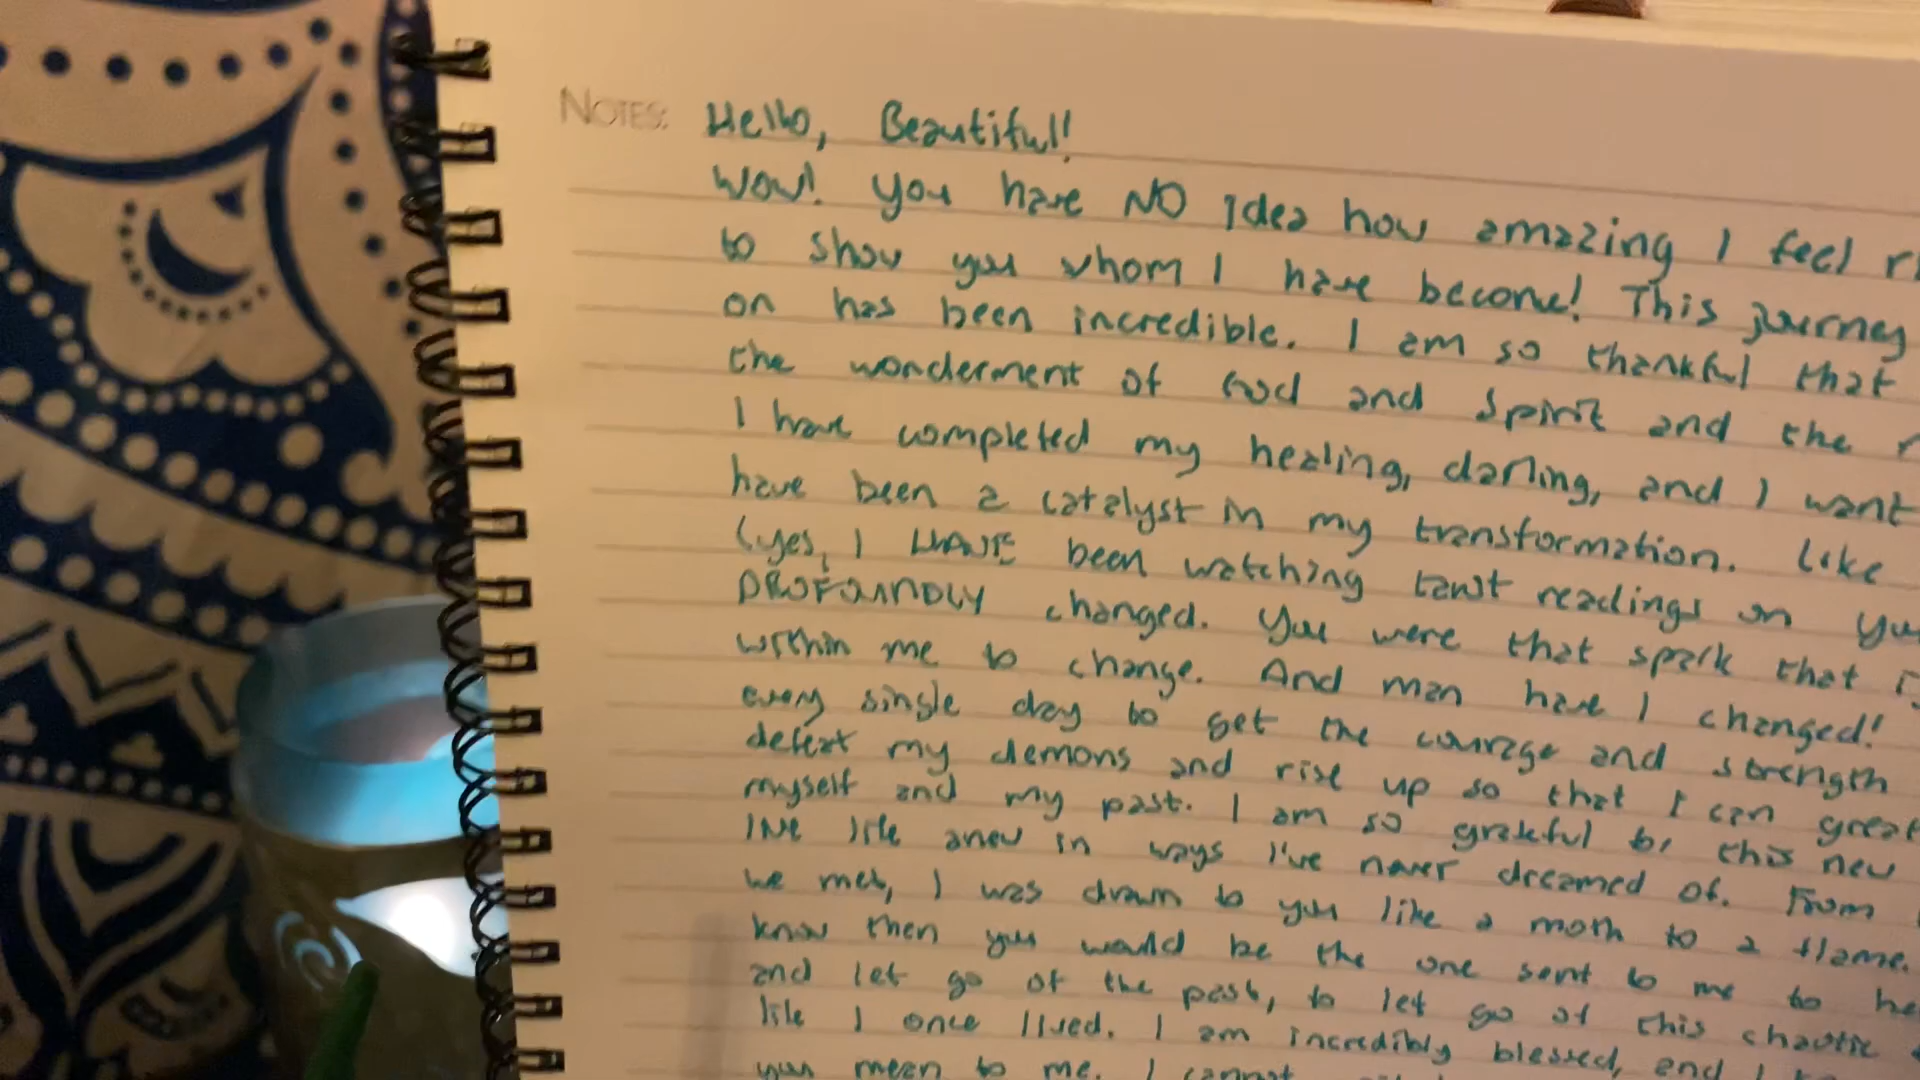 NOTES: Hello, Beautiful!
Wow! You have NO idea how amazing I feel
to show you whom I have become! This journey
on has been incredible. I am so thankful that
the wonderment of God and Spirit and the
I have completed my healing, darling, and I want
have been a catalyst in my transformation. Like
(yes, I HAVE been watching tarot readings on
PROFOUNDLY changed. You were that spark that
within me to change. And man have I changed!
every single day to get the courage and strength
defeat my demons and rise up so that I can
myself and my past. I am so grateful for this new
live life anew in ways I've never dreamed of. From
we met, I was drawn to you like a moth to a flame.
know then you would be the one sent to me to
and let go of the past, to let go of this chaotic
life I once lived. I am incredibly blessed, and I
you mean to me. I cannot